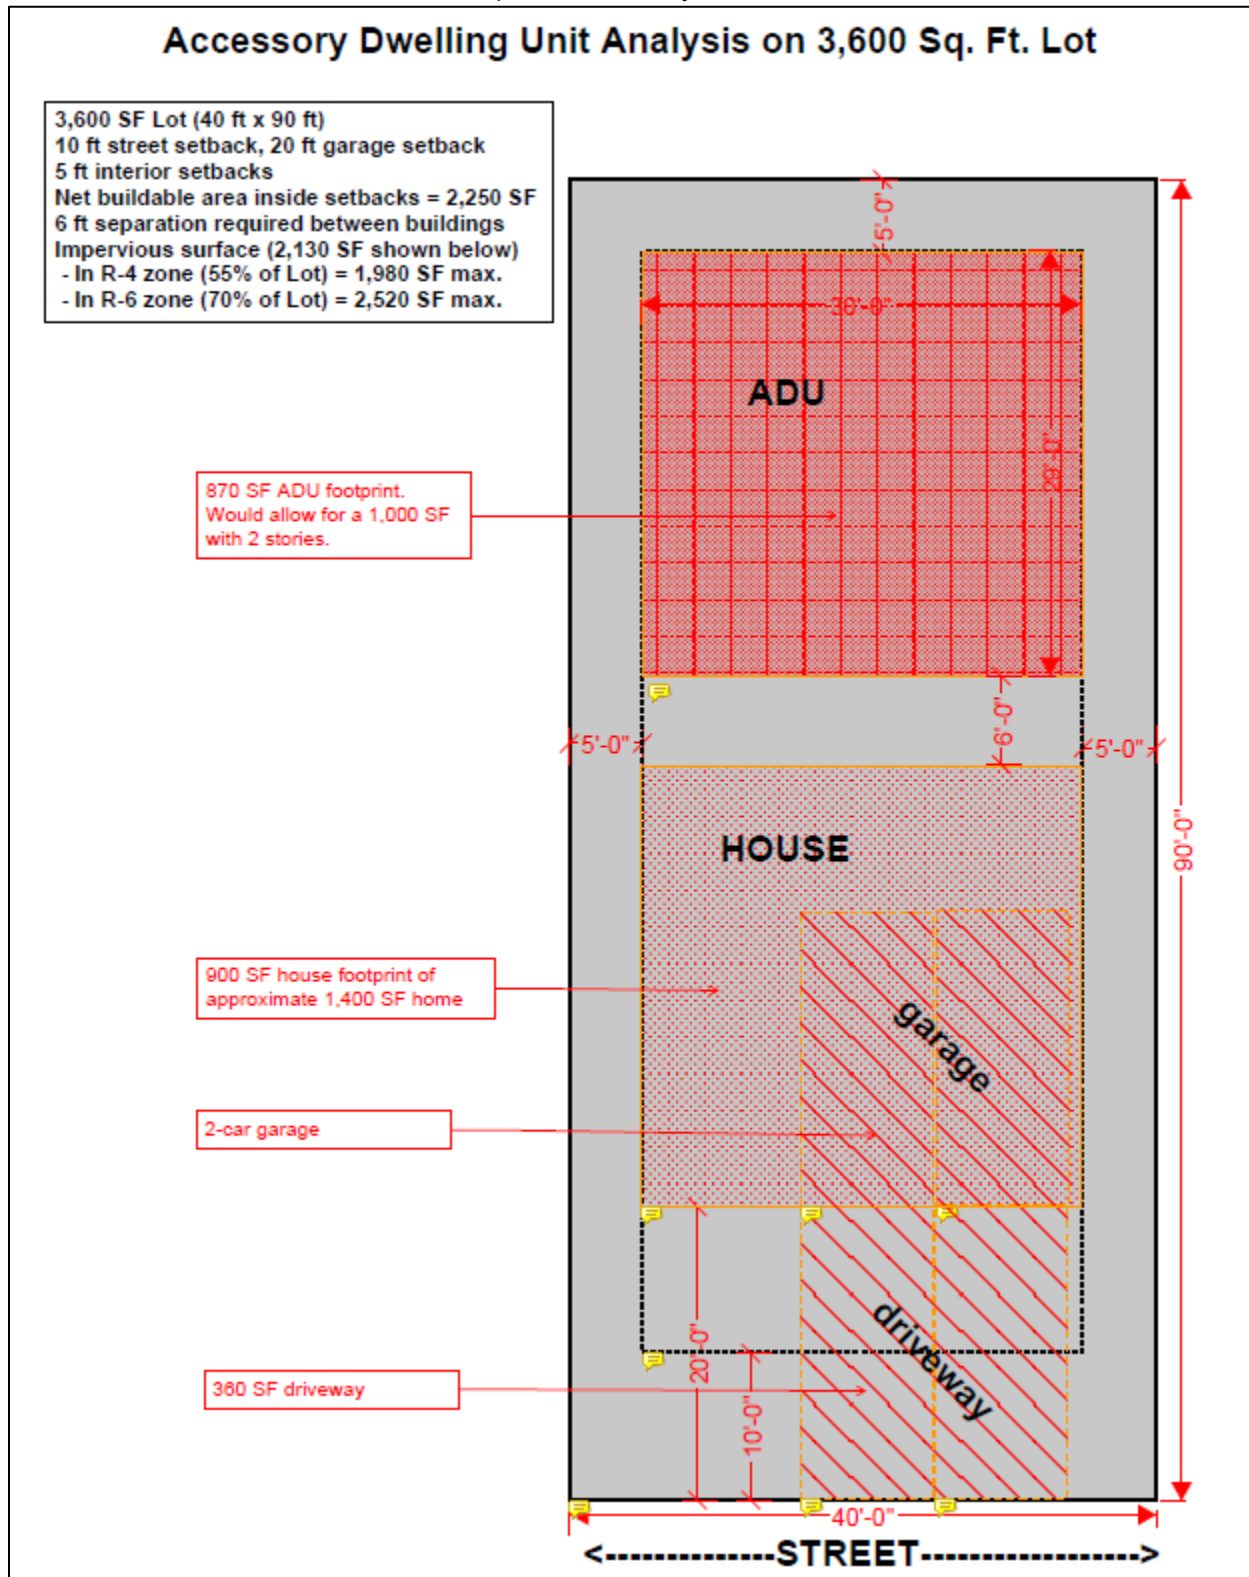 Accessory Dwelling Unit Analysis on 3,600 Sq. Ft. Lot
3,600 SF Lot (40 ft x 90 ft)
10 ft street setback, 20 ft garage setback
5 ft interior setbacks
Net buildable area inside setbacks = 2,250 SF
6 ft separation required between buildings
Impervious surface (2,130 SF shown below)
- In R-4 zone (55% of Lot) = 1,980 SF max.
- In R-6 zone (70% of Lot) = 2,520 SF max.
5'-0"
30'-0"
ADU
29'-0"
870 SF ADU footprint.
Would allow for a 1,000 SF
with 2 stories.
6'-0"
5'-0"
5'-0"
90'-0"
HOUSE
900 SF house footprint of
approximate 1,400 SF home
garage
2-car garage
driveway
20'-0"
360 SF driveway
10'-0"
40'-0"
<--------------STREET------------------->